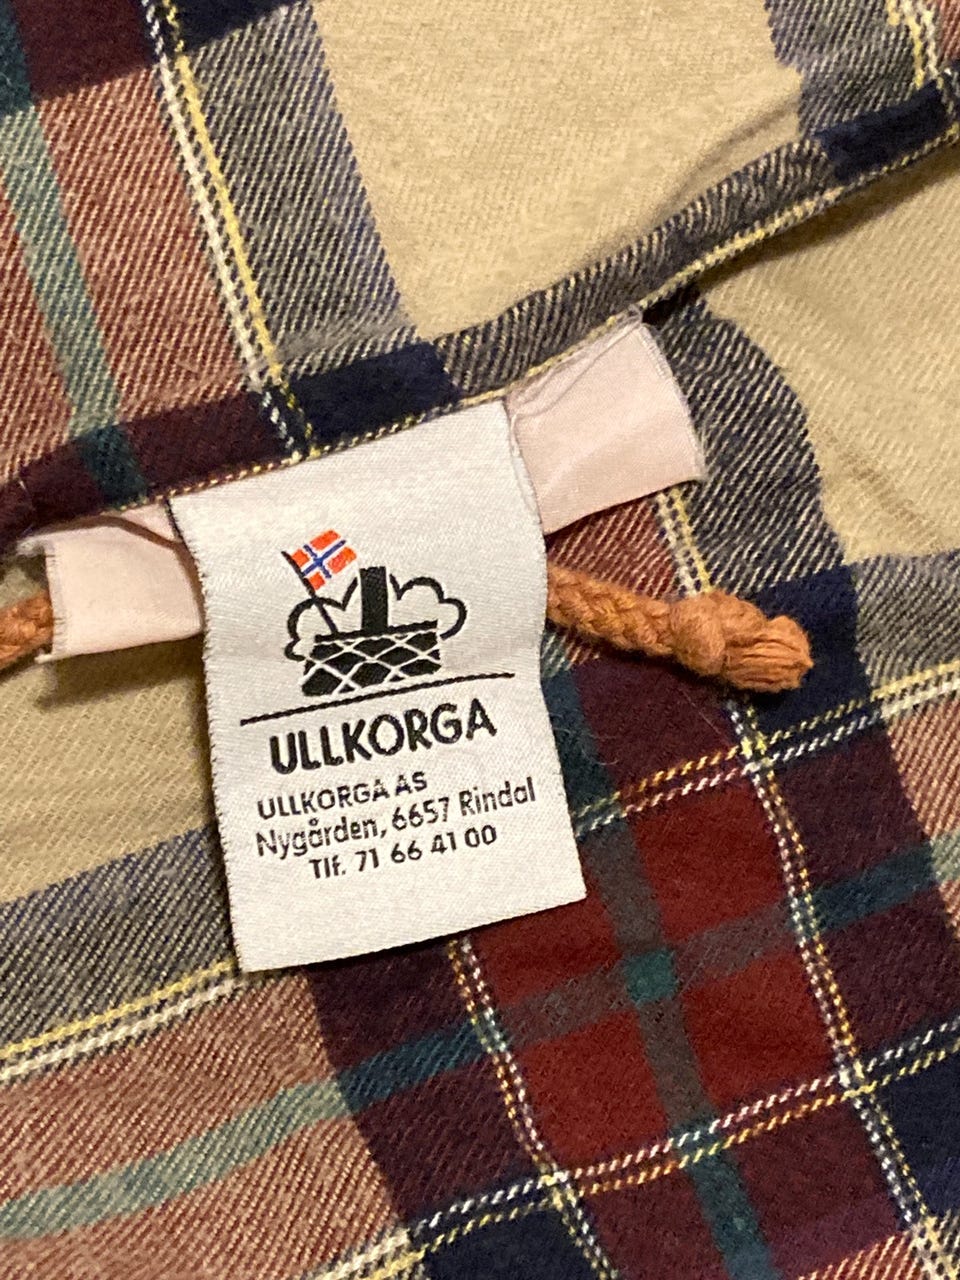 ULLKORGA
ULLKORGA AS
Nygården, 6657 Rindal
Tlf. 71 66 41 00